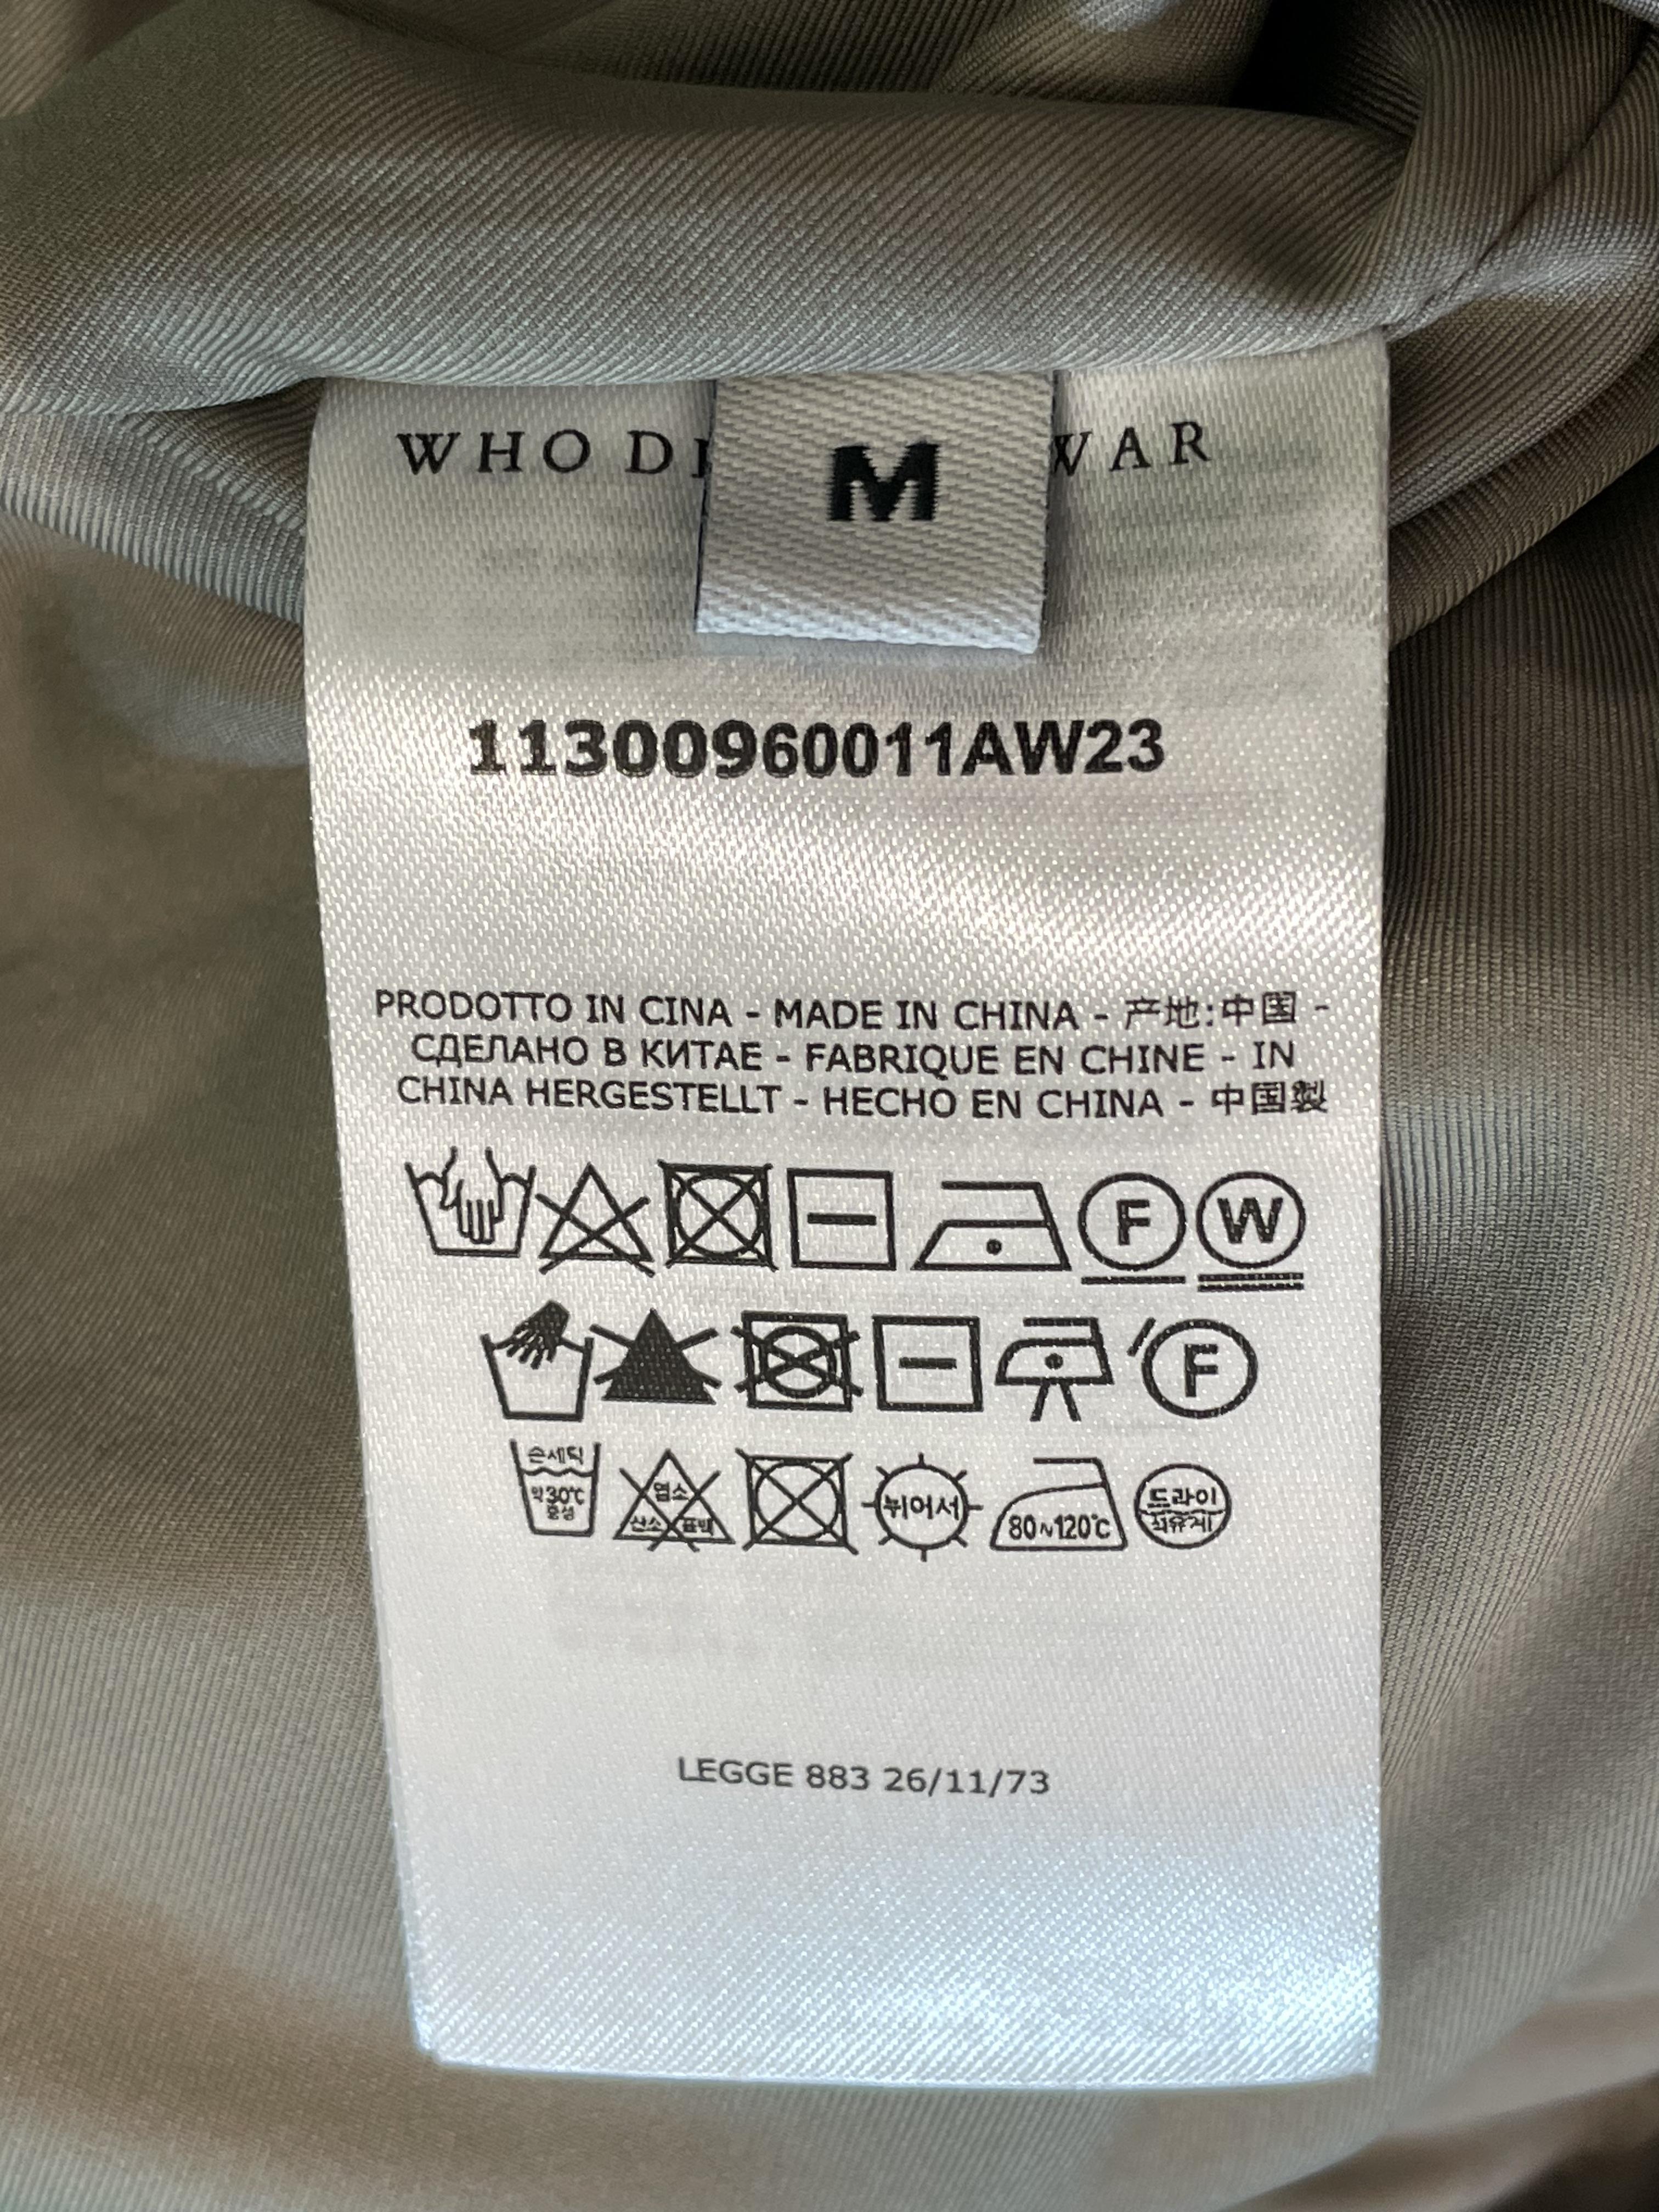 WHO D WAR
M
11300960011AW23
PRODOTTO IN CINA - MADE IN CHINA - 产地:中国 -
СДЕЛАНО В КИТАЕ - FABRIQUE EN CHINE - IN
CHINA HERGESTELLT - HECHO EN CHINA - 中国製
F W
F
손세탁
약30℃
중성
염소
산소 표백
뉘어서
80~120℃
드라이
석유계
LEGGE 883 26/11/73